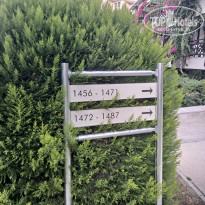 TopHotels
1456 - 1471 →
1472 - 1487 →